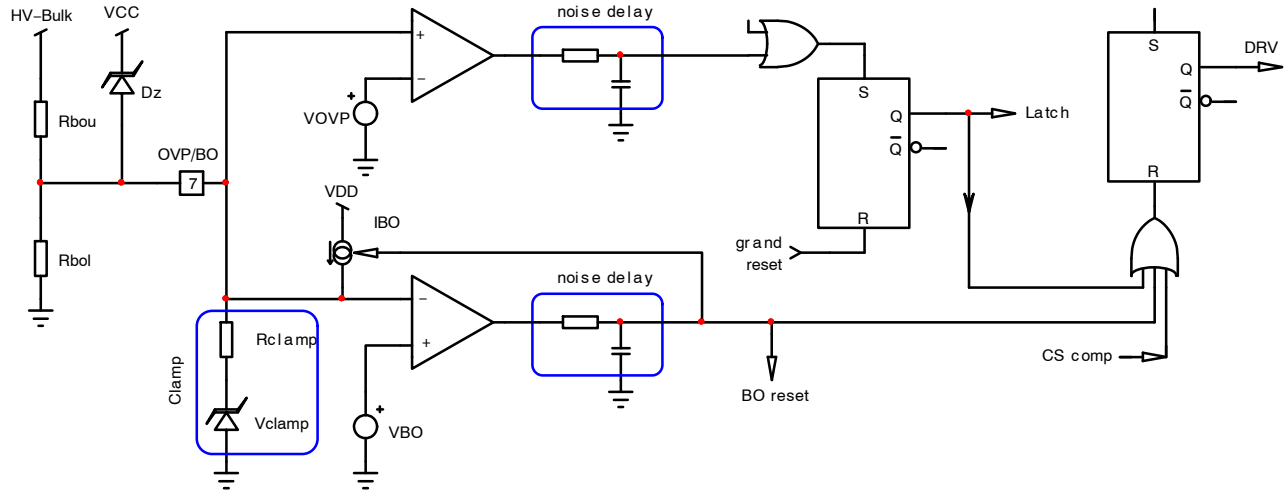 HV–Bulk
VCC
noise delay
DRV
S
Q
Q
+
–
Dz
Rbou
VOVP
+
S
Q
Q
Latch
OVP/BO
7
R
VDD
IBO
R
grand
reset
Rbol
noise delay
–
+
Clamp
Rclamp
Vclamp
+
VBO
BO reset
CS comp